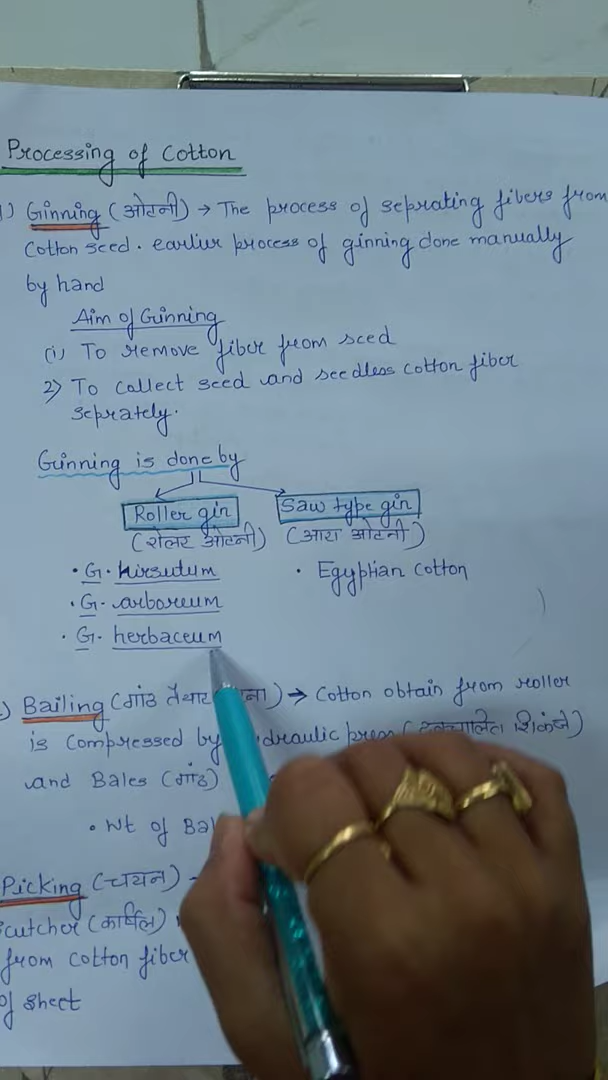 Processing of Cotton
1) Ginning (ओटनी) → The process of seprating fibers from
cotton seed. earlier process of ginning done manually
by hand
Aim of Ginning
(i) To remove fiber from seed
2) To collect seed and seedless cotton fiber
seprately.
Ginning is done by
Roller gin Saw type gin
(रोलर ओटनी) (आरा ओटनी)
• G. hirsutum • Egyptian cotton
• G. arboreum
• G. herbaceum
) Bailing (गांठ तैयार ना) → Cotton obtain from roller
is compressed by draulic press ( शिकंजे)
and Bales (गांठ)
• Wt of Bal
Picking (चयन) →
scutcher (कार्षित)
from cotton fiber
of sheet